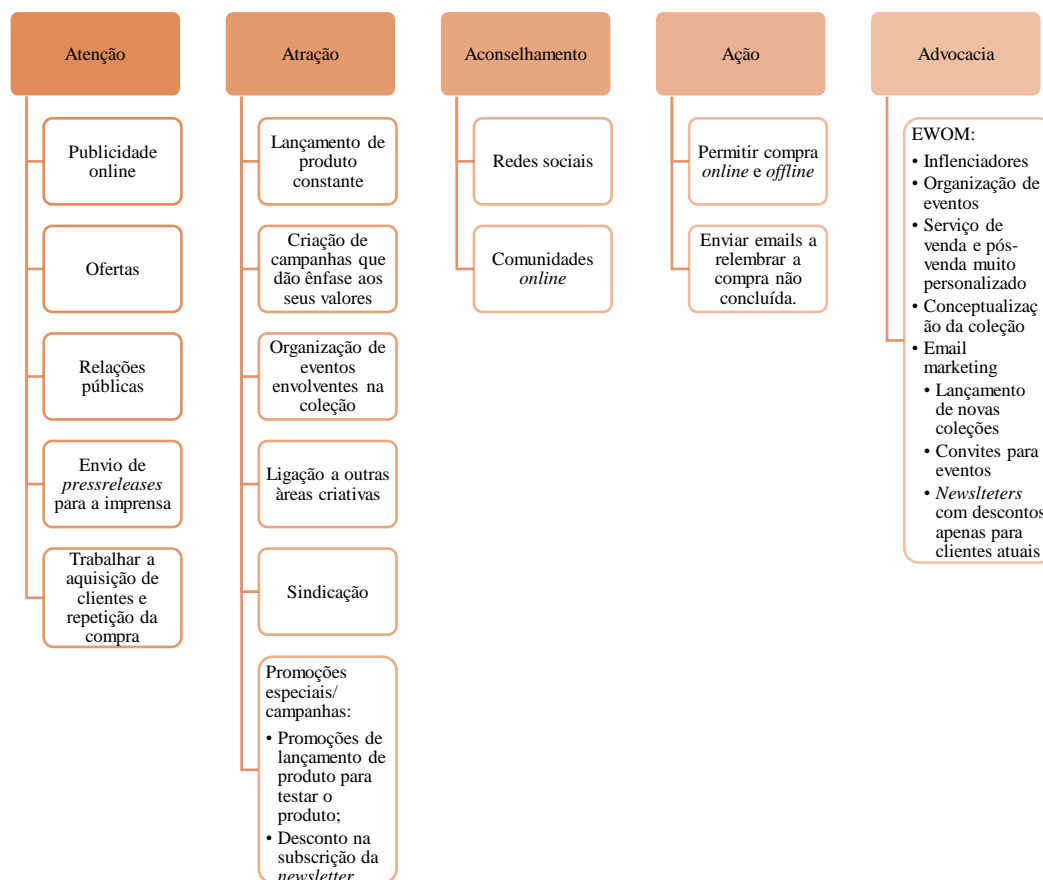 Atenção
Publicidade
online
Ofertas
Relações
públicas
Envio de
pressreleases
para a imprensa
Trabalhar a
aquisição de
clientes e
repetição da
compra
Atração
Lançamento de
produto
constante
Criação de
campanhas que
dão ênfase aos
seus valores
Organização de
eventos
envolventes na
coleção
Ligação a outras
àreas criativas
Sindicação
Promoções
especiais/
campanhas:
• Promoções de
lançamento de
produto para
testar o
produto;
• Desconto na
subscrição da
newsletter
Aconselhamento
Redes sociais
Comunidades
online
Ação
Permitir compra
online e offline
Enviar emails a
relembrar a
compra não
concluída.
Advocacia
EWOM:
• Inflenciadores
• Organização de
eventos
• Serviço de
venda e pós-
venda muito
personalizado
• Conceptualizaç
ão da coleção
• Email
marketing
• Lançamento
de novas
coleções
• Convites para
eventos
• Newslteters
com descontos
apenas para
clientes atuais